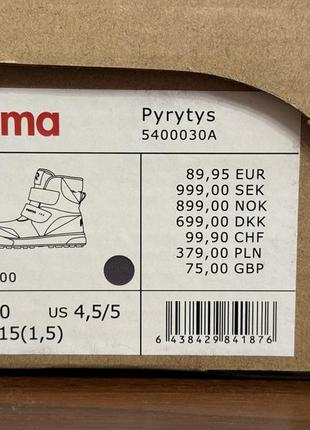 ma
Pyrytys
5400030A
89,95 EUR
999,00 SEK
899,00 NOK
699,00 DKK
99,90 CHF
379,00 PLN
75,00 GBP
00
0 US 4,5/5
15(1,5)
6 438429 841876